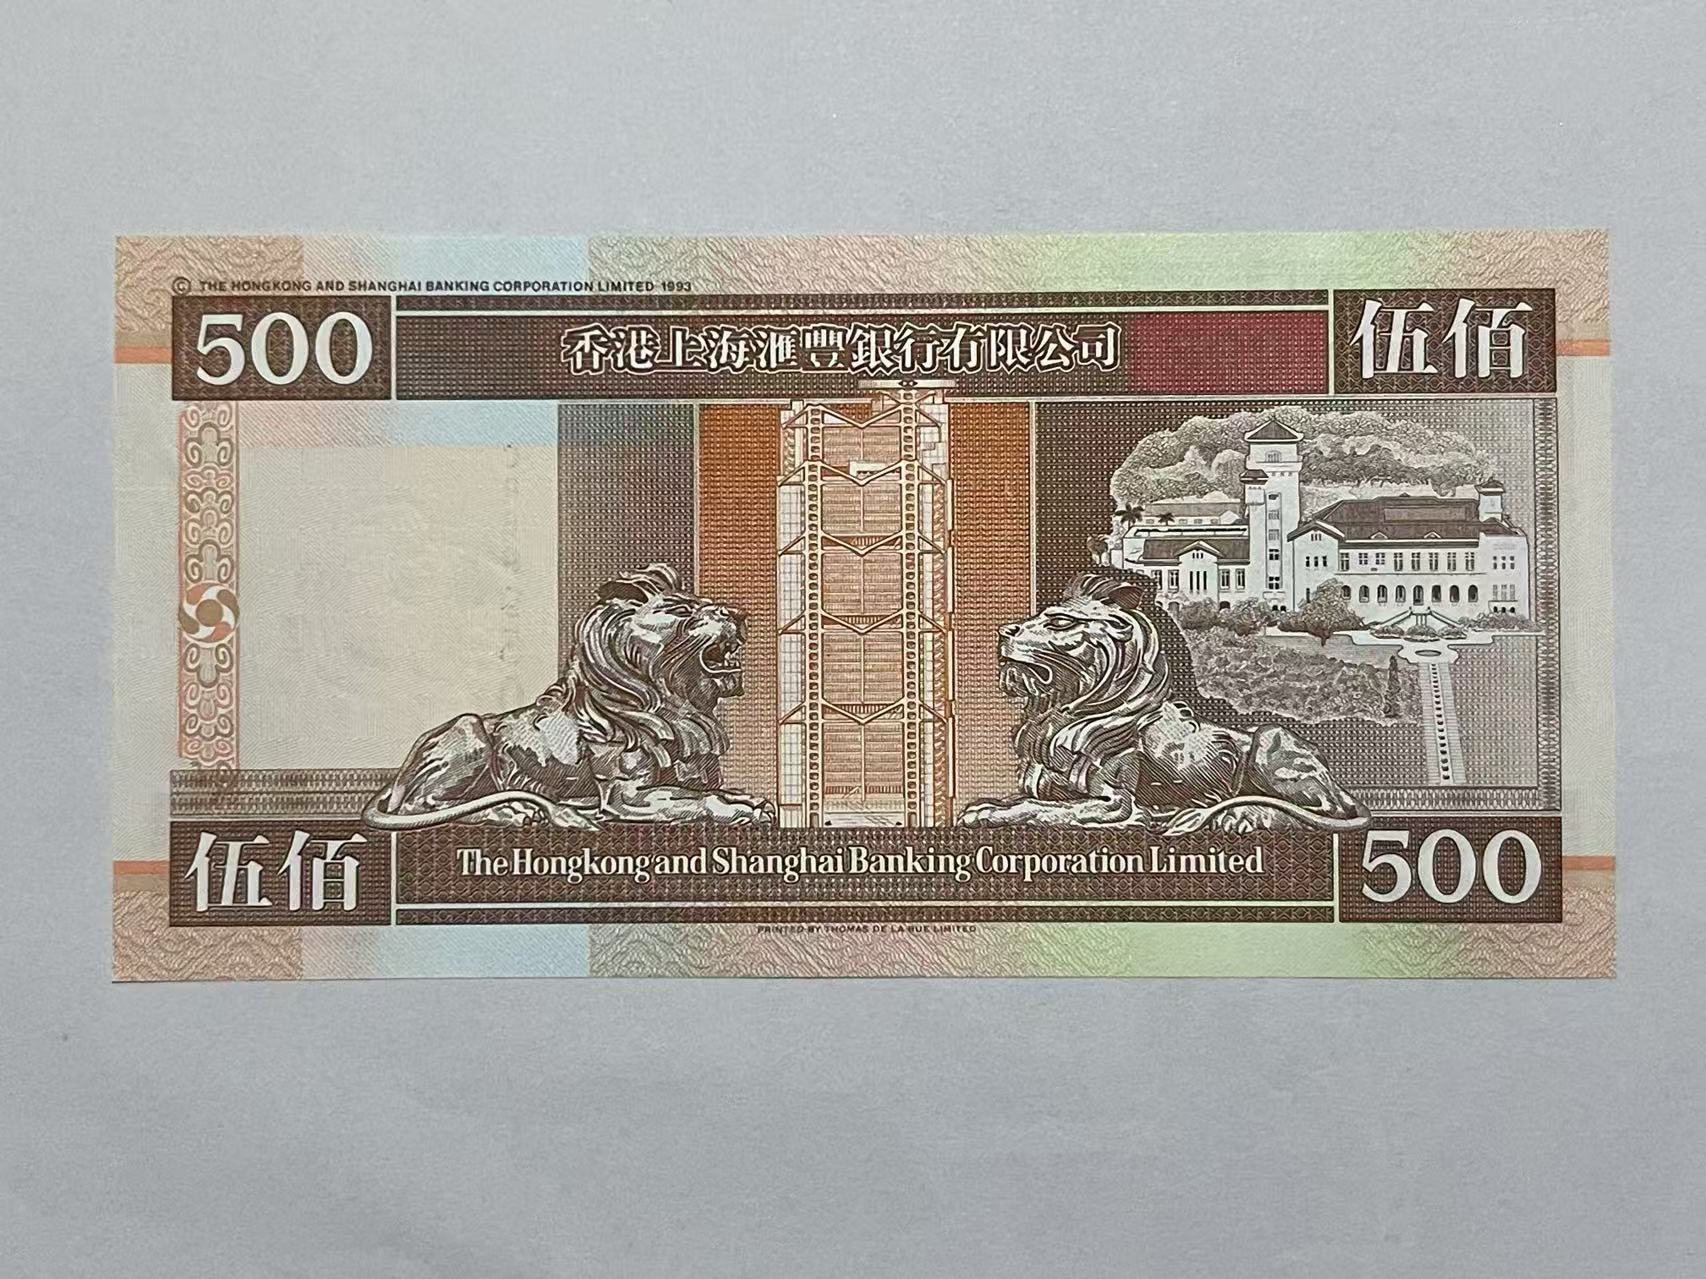 © THE HONGKONG AND SHANGHAI BANKING CORPORATION LIMITED 1993
500
香港上海滙豐銀行有限公司
伍佰
伍佰
The Hongkong and Shanghai Banking Corporation Limited
500
PRINTED BY THOMAS DE LA RUE LIMITED